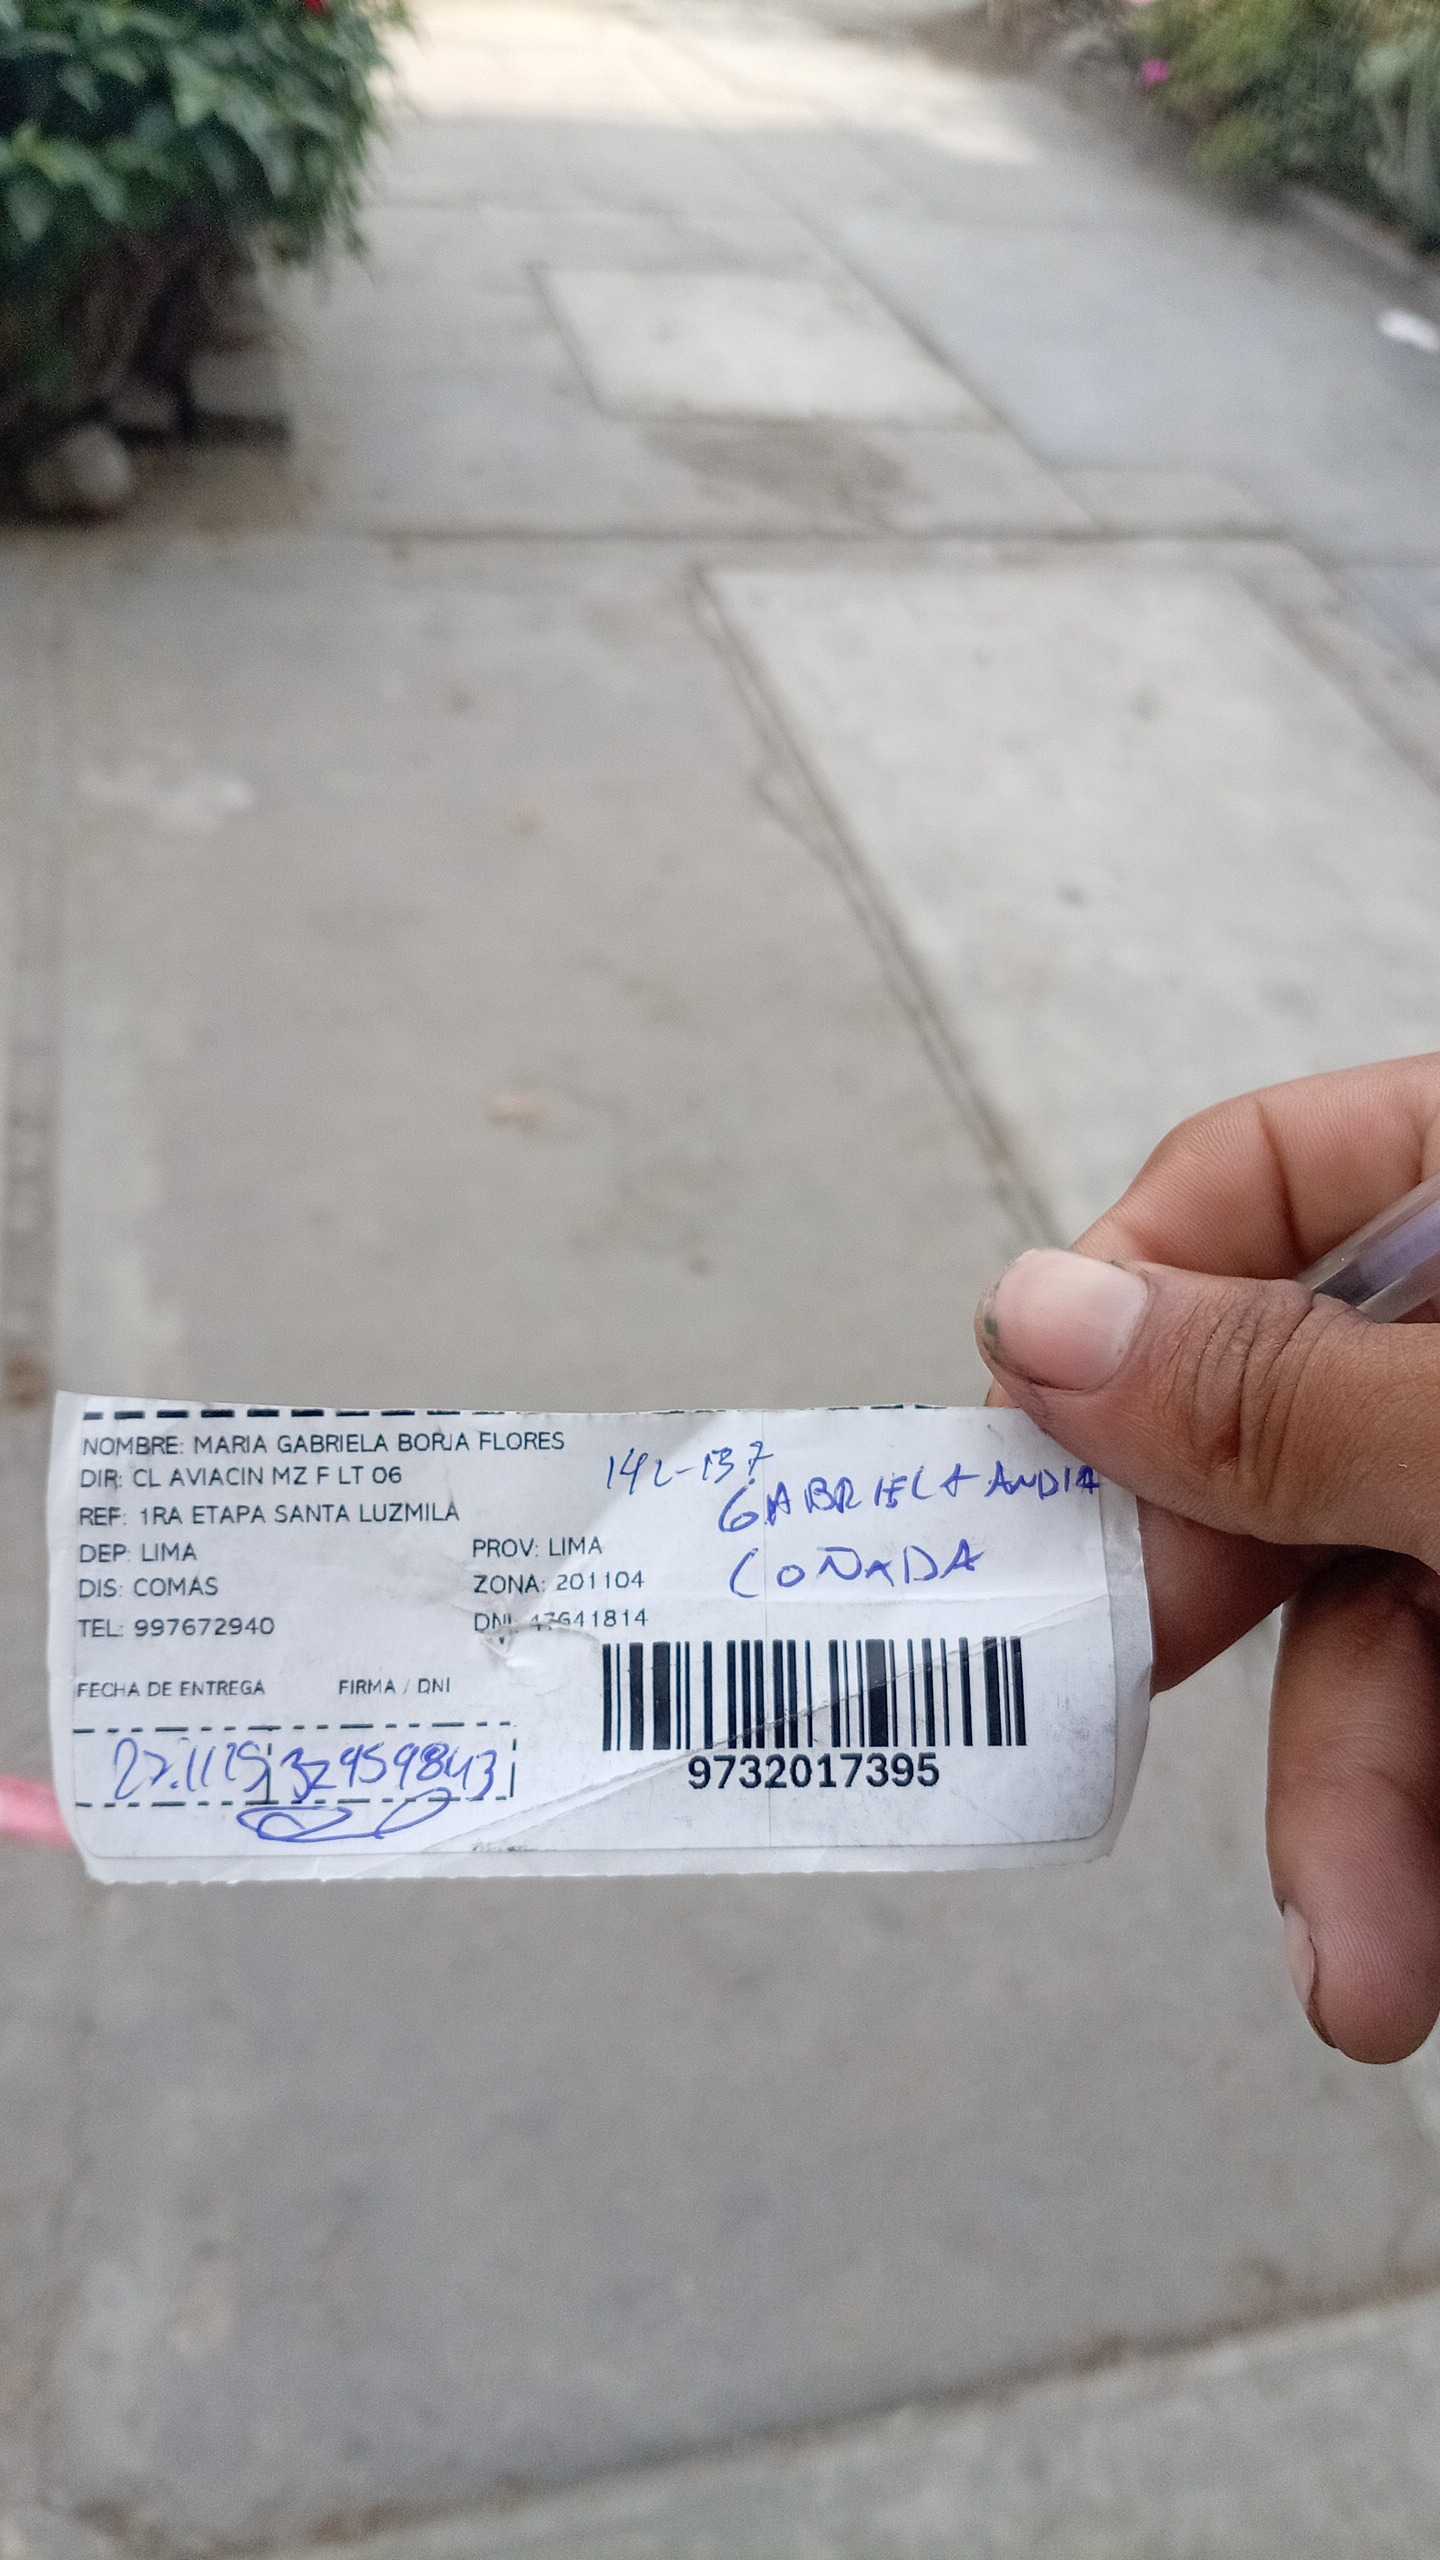 NOMBRE: MARIA GABRIELA BORJA FLORES
DIR: CL AVIACIN MZ F LT 06
REF: 1RA ETAPA SANTA LUZMILA
DEP: LIMA PROV: LIMA
DIS: COMAS ZONA: 201104
TEL: 997672940 DNI: 47641814
142-137
GABRIELA ANDIA
COÑADA
FECHA DE ENTREGA FIRMA / DNI
9732017395